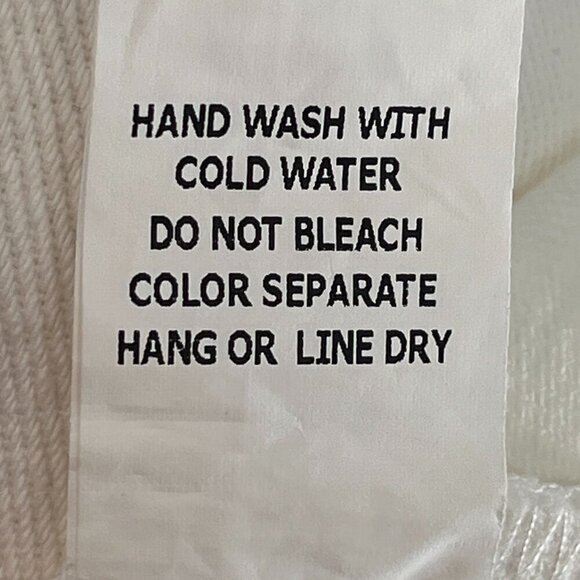 HAND WASH WITH
COLD WATER
DO NOT BLEACH
COLOR SEPARATE
HANG OR LINE DRY